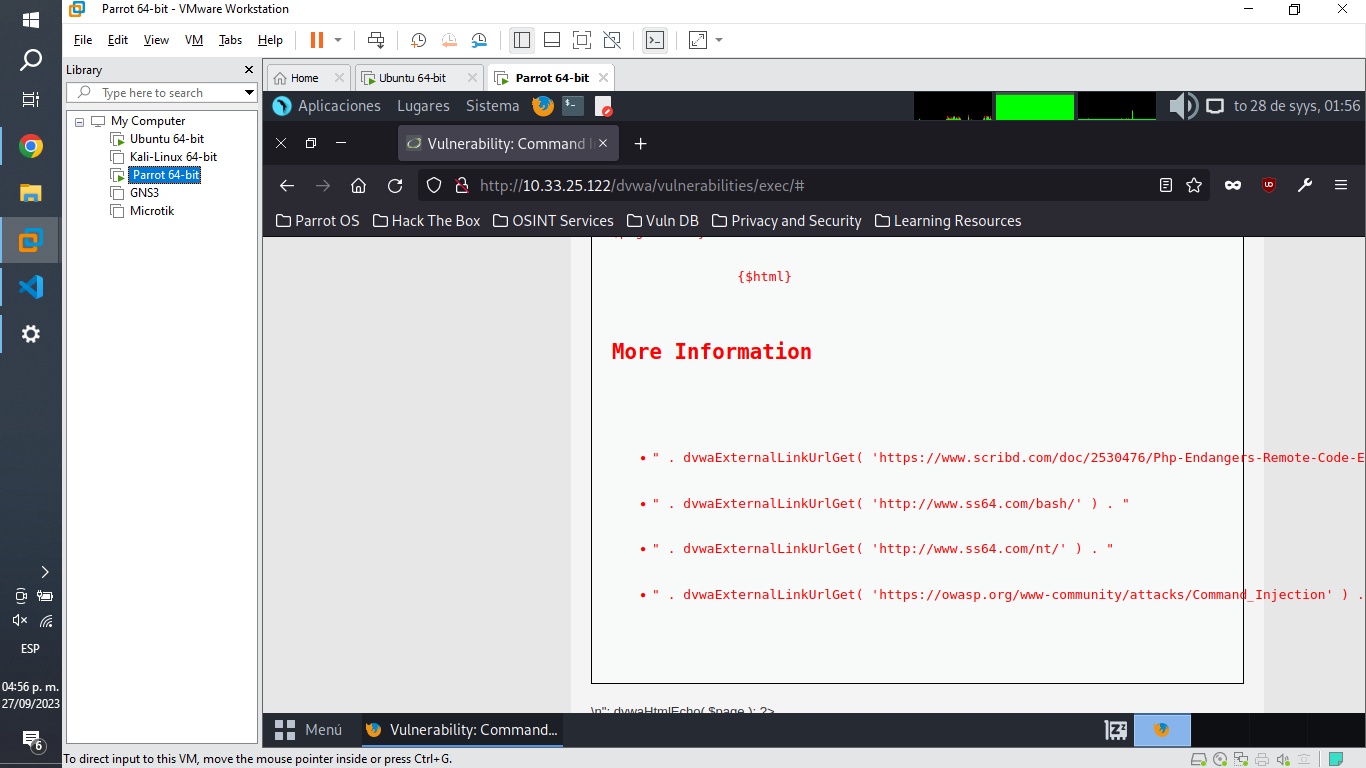 Parrot 64-bit - VMware Workstation
File Edit View VM Tabs Help
Library
Type here to search
My Computer
Ubuntu 64-bit
Kali-Linux 64-bit
Parrot 64-bit
GNS3
Microtik
Home Ubuntu 64-bit Parrot 64-bit
Aplicaciones Lugares Sistema to 28 de syys, 01:56
Vulnerability: Command
http://10.33.25.122/dvwa/vulnerabilities/exec/#
Parrot OS Hack The Box OSINT Services Vuln DB Privacy and Security Learning Resources
{$html}
More Information
• " . dvwaExternalLinkUrlGet( 'https://www.scribd.com/doc/2530476/Php-Endangers-Remote-Code-E
• " . dvwaExternalLinkUrlGet( 'http://www.ss64.com/bash/' ) . "
• " . dvwaExternalLinkUrlGet( 'http://www.ss64.com/nt/' ) . "
• " . dvwaExternalLinkUrlGet( 'https://owasp.org/www-community/attacks/Command_Injection' ) .
\n"; dvwaHtmlEcho( $page ); ?>
Menú Vulnerability: Command...
ESP
04:56 p. m.
27/09/2023
6
To direct input to this VM, move the mouse pointer inside or press Ctrl+G.